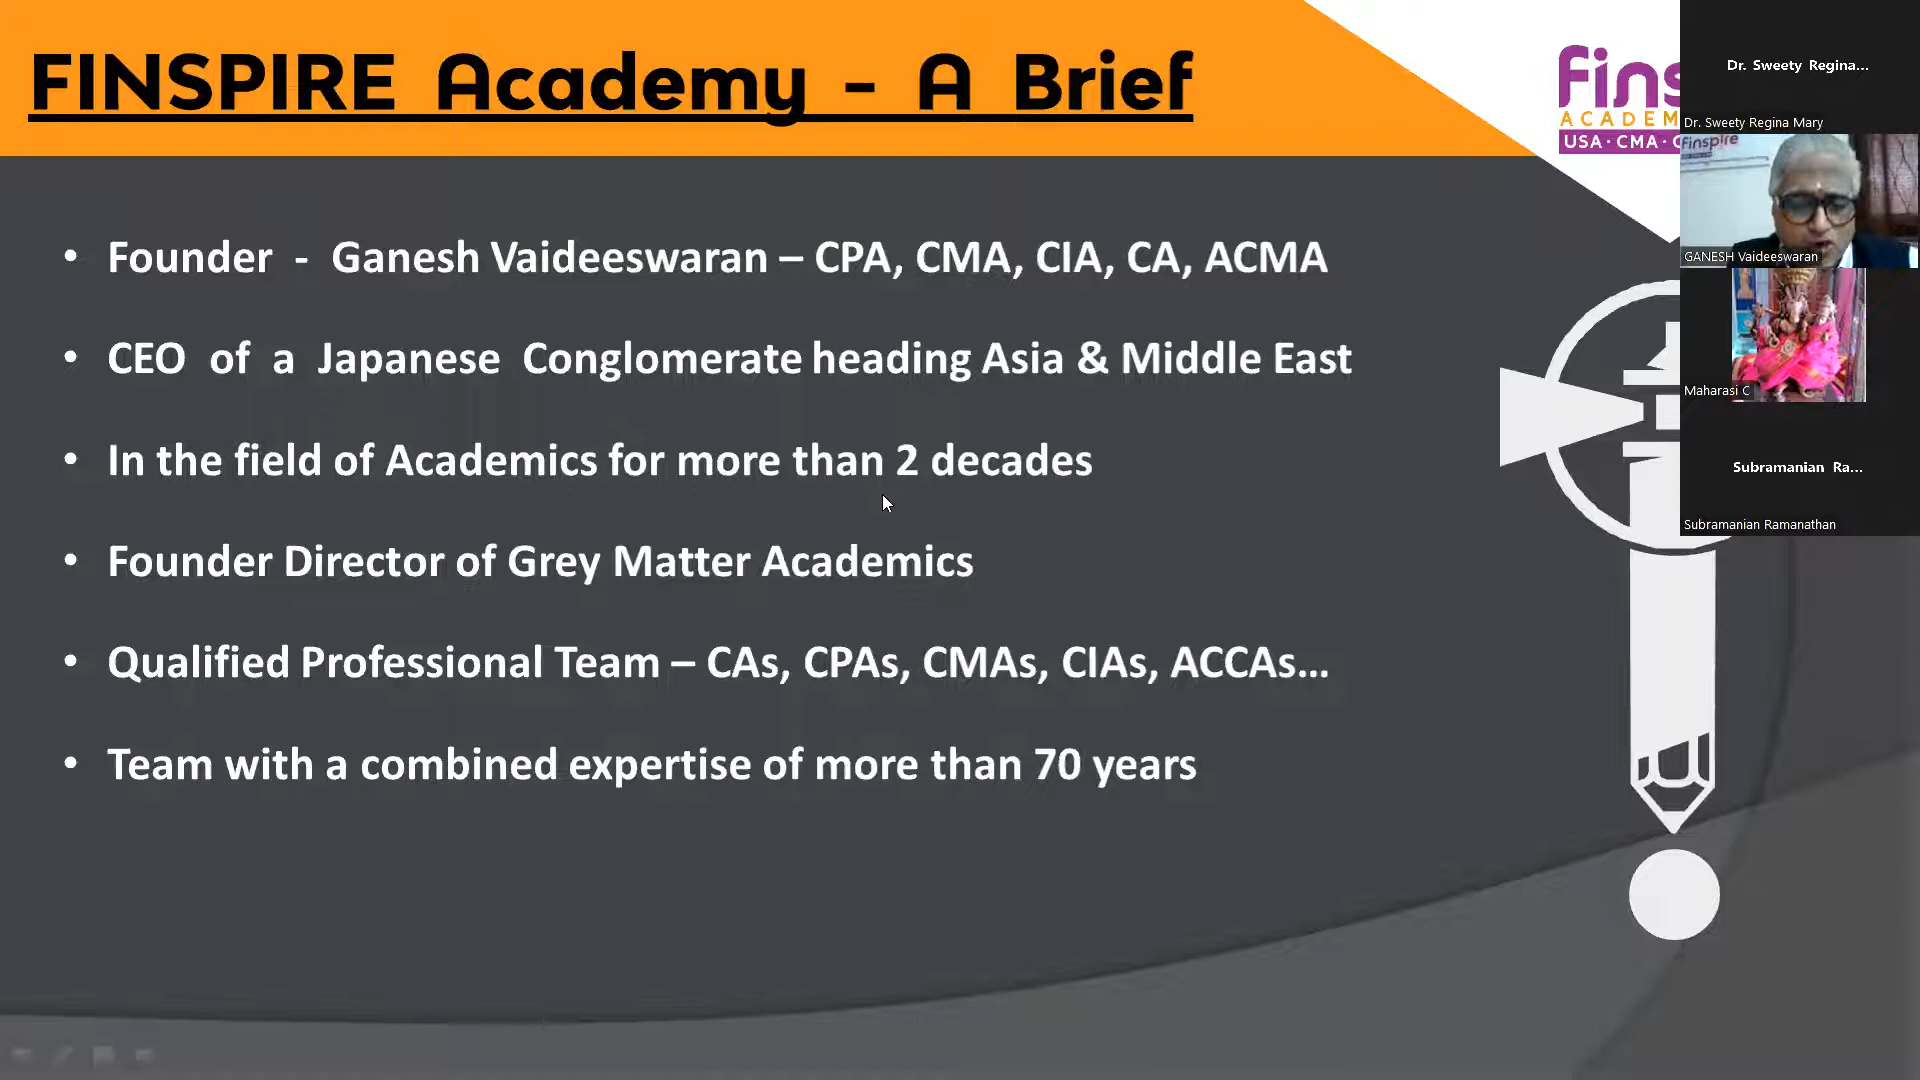 FINSPIRE Academy - A Brief
Fins
ACADEM
USA·CMA·C
• Founder - Ganesh Vaideeswaran – CPA, CMA, CIA, CA, ACMA
• CEO of a Japanese Conglomerate heading Asia & Middle East
• In the field of Academics for more than 2 decades
• Founder Director of Grey Matter Academics
• Qualified Professional Team – CAs, CPAs, CMAs, CIAs, ACCAs...
• Team with a combined expertise of more than 70 years
Dr. Sweety Regina...
Dr. Sweety Regina Mary
Finspire
GANESH Vaideeswaran
Maharasi C
Subramanian Ra...
Subramanian Ramanathan